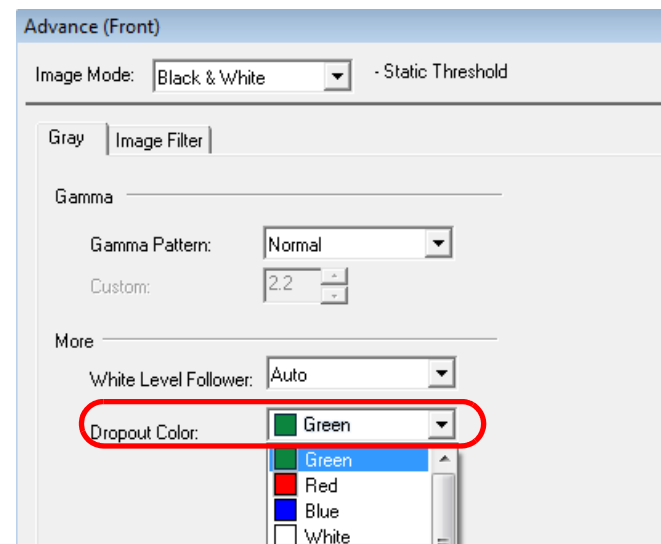 Advance (Front)
Image Mode: Black & White - Static Threshold
Gray Image Filter
Gamma
Gamma Pattern: Normal
Custom: 2.2
More
White Level Follower: Auto
Dropout Color: Green
Green
Red
Blue
White